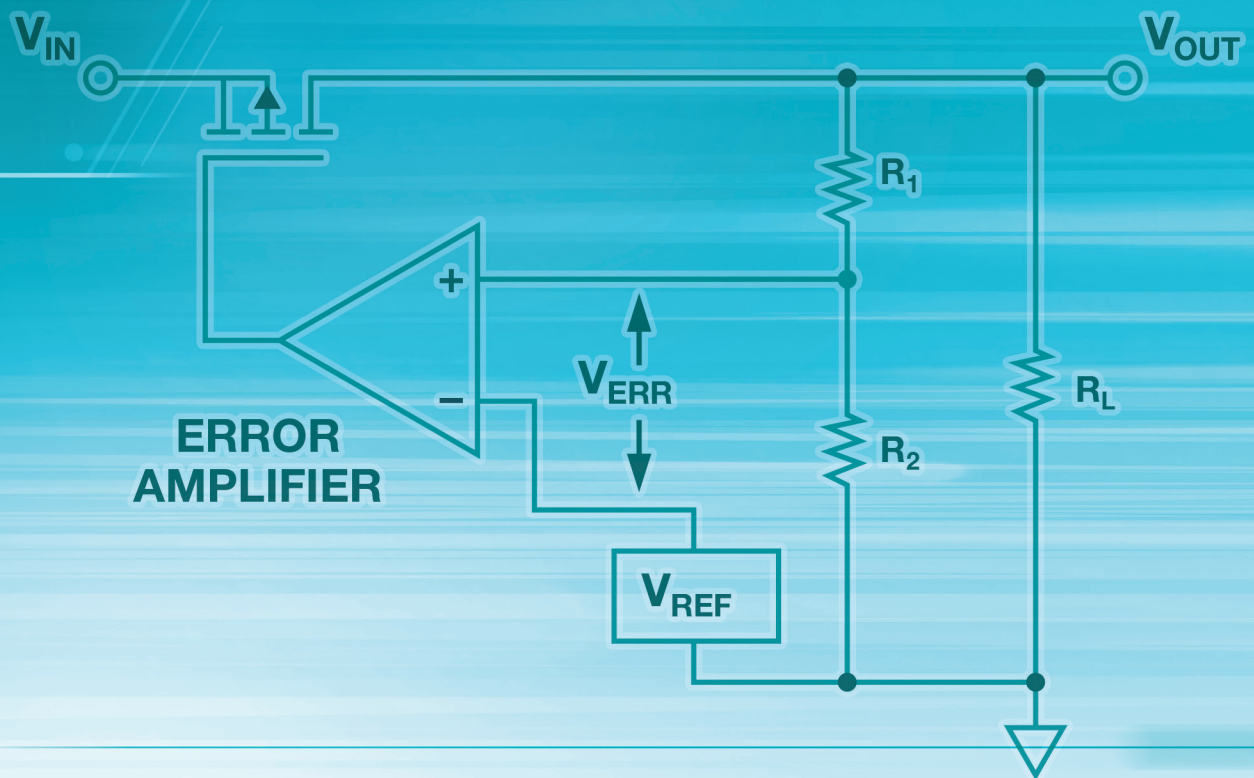 VIN
VOUT
R1
+
VERR
−
RL
ERROR
AMPLIFIER
R2
VREF